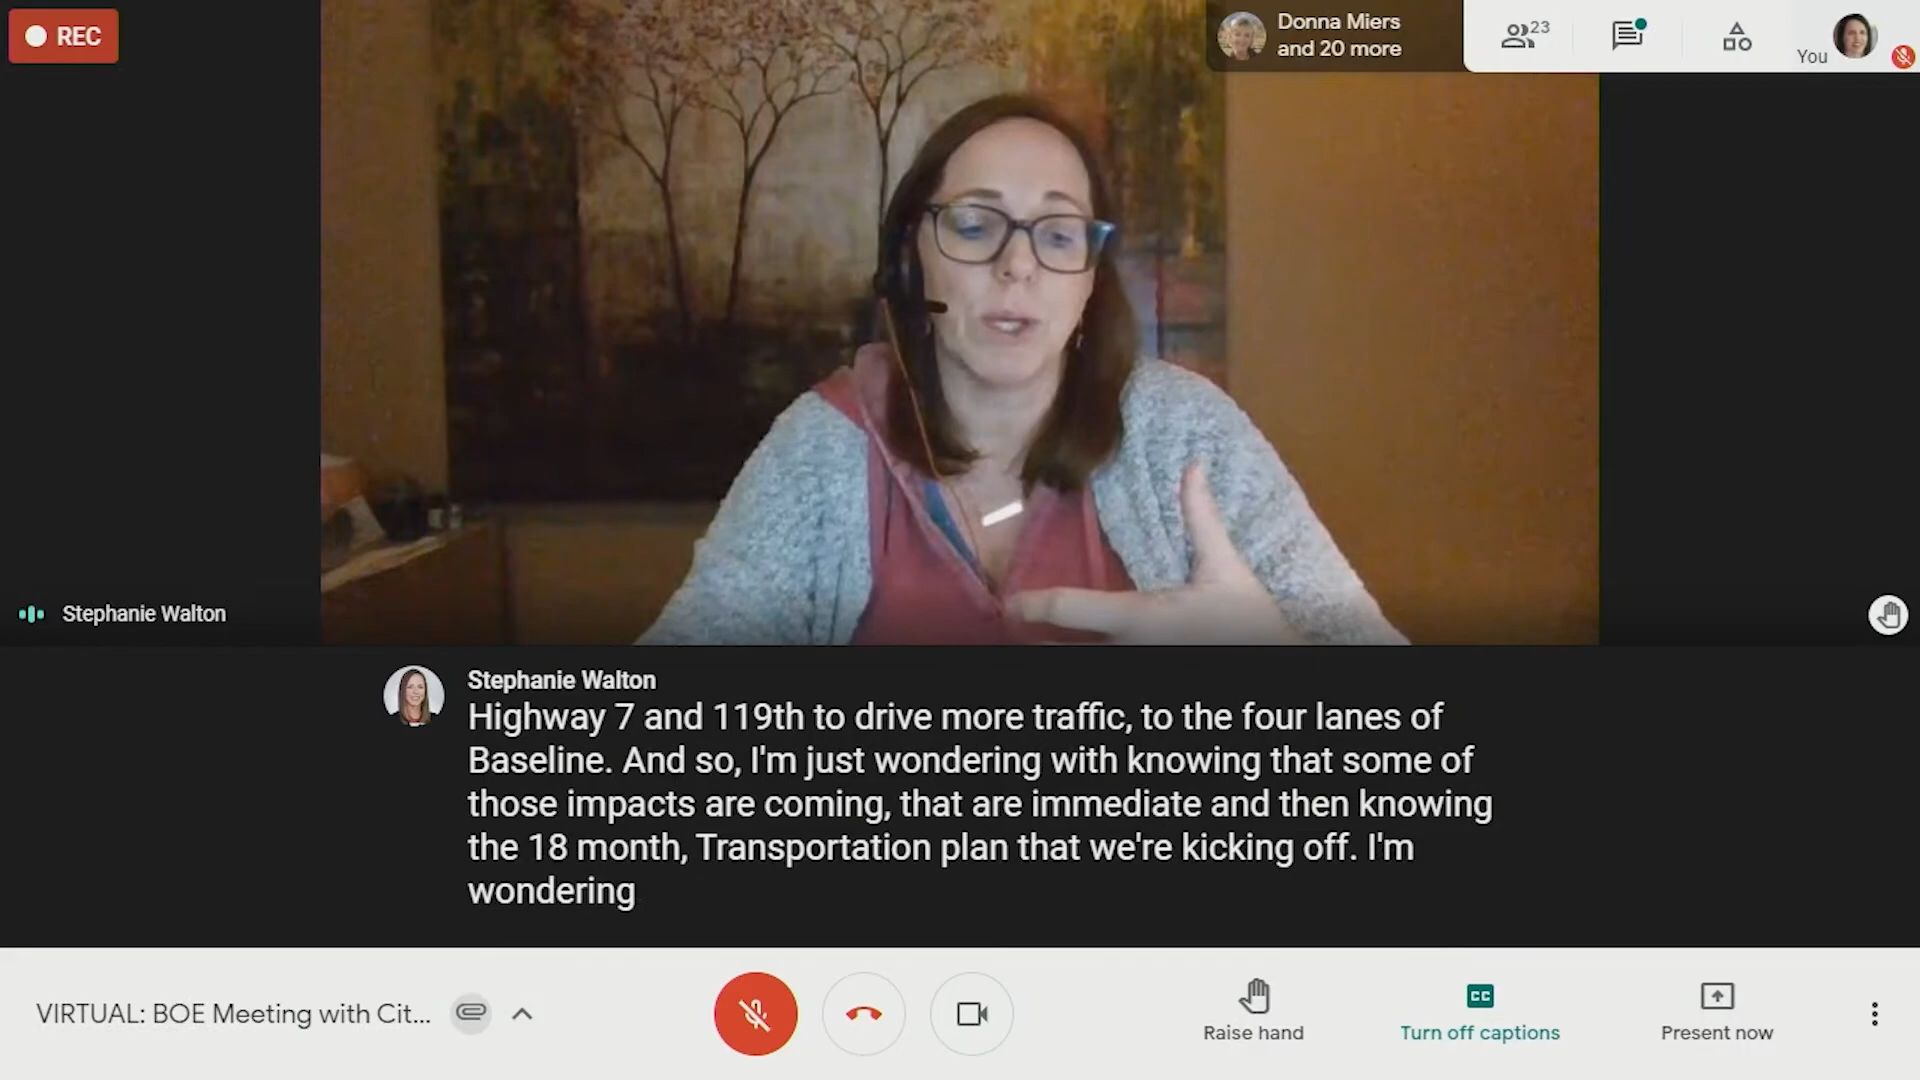 REC
Donna Miers
and 20 more
23
You
Stephanie Walton
Stephanie Walton
Highway 7 and 119th to drive more traffic, to the four lanes of
Baseline. And so, I'm just wondering with knowing that some of
those impacts are coming, that are immediate and then knowing
the 18 month, Transportation plan that we're kicking off. I'm
wondering
VIRTUAL: BOE Meeting with Cit...
Raise hand
CC
Turn off captions
Present now